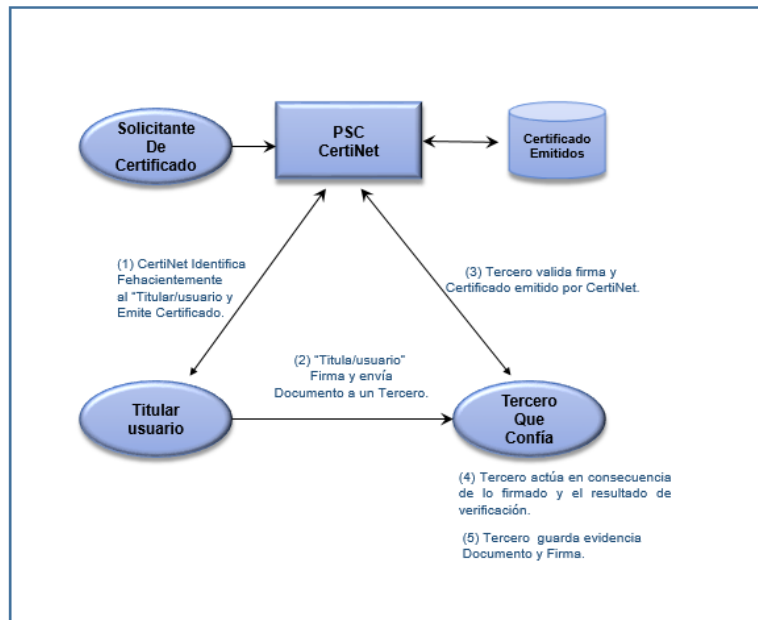 Solicitante
De
Certificado
PSC
CertiNet
Certificado
Emitidos
(1) CertiNet Identifica
Fehacientemente
al "Titular/usuario y
Emite Certificado.
(3) Tercero valida firma y
Certificado emitido por CertiNet.
(2) "Titula/usuario"
Firma y envía
Documento a un Tercero.
Titular
usuario
Tercero
Que
Confía
(4) Tercero actúa en consecuencia
de lo firmado y el resultado de
verificación.
(5) Tercero guarda evidencia
Documento y Firma.